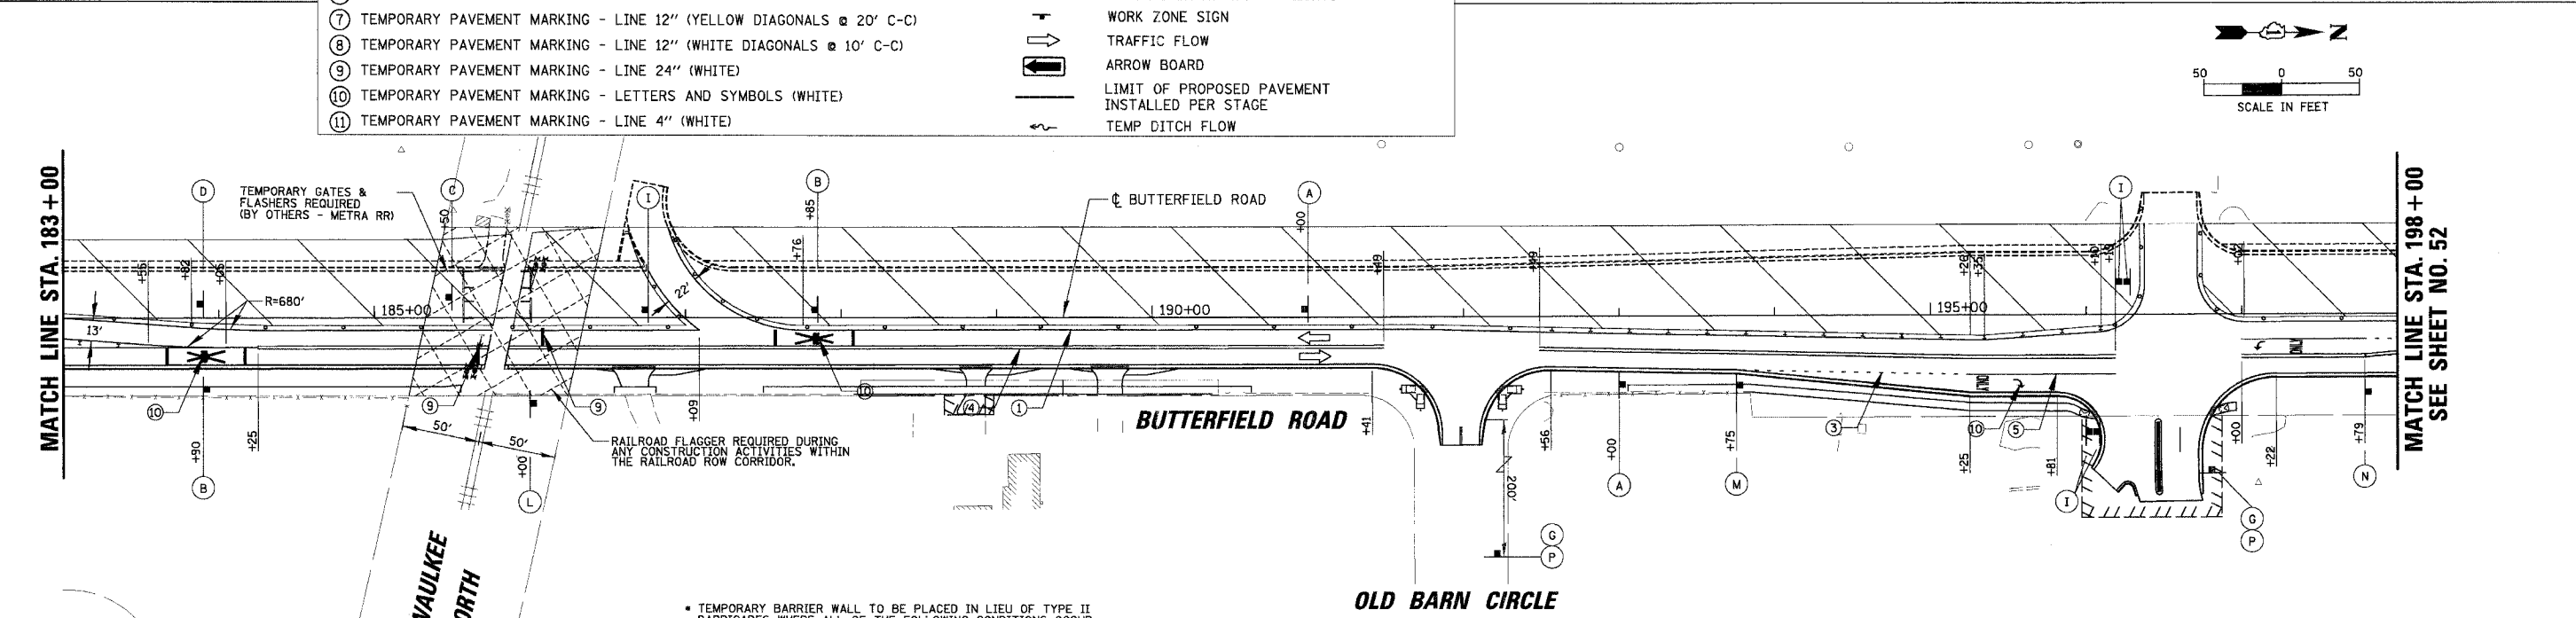 ⑦ TEMPORARY PAVEMENT MARKING - LINE 12" (YELLOW DIAGONALS @ 20' C-C)
⑧ TEMPORARY PAVEMENT MARKING - LINE 12" (WHITE DIAGONALS @ 10' C-C)
⑨ TEMPORARY PAVEMENT MARKING - LINE 24" (WHITE)
⑩ TEMPORARY PAVEMENT MARKING - LETTERS AND SYMBOLS (WHITE)
⑪ TEMPORARY PAVEMENT MARKING - LINE 4" (WHITE)
WORK ZONE SIGN
TRAFFIC FLOW
ARROW BOARD
LIMIT OF PROPOSED PAVEMENT
INSTALLED PER STAGE
TEMP DITCH FLOW
N
50 0 50
SCALE IN FEET
MATCH LINE STA. 183+00
D
TEMPORARY GATES &
FLASHERS REQUIRED
(BY OTHERS - METRA RR)
C
+50
I
B
+85
+76
℄ BUTTERFIELD ROAD
A
+00
+49
I
+55
+82
+05
R=680'
13'
185+00
22'
190+00
+99
+26
+35
195+00
+10
ONLY
ONLY
10
9
9
10
14
1
3
10
5
+09
50'
50'
+90
+25
+00
B
L
RAILROAD FLAGGER REQUIRED DURING
ANY CONSTRUCTION ACTIVITIES WITHIN
THE RAILROAD ROW CORRIDOR.
BUTTERFIELD ROAD
+41
200'
+56
+00
+75
A
M
+25
+81
I
+00
+22
+79
N
G
P
G
P
MATCH LINE STA. 198+00
SEE SHEET NO. 52
VAULKEE
ORTH
OLD BARN CIRCLE
* TEMPORARY BARRIER WALL TO BE PLACED IN LIEU OF TYPE II